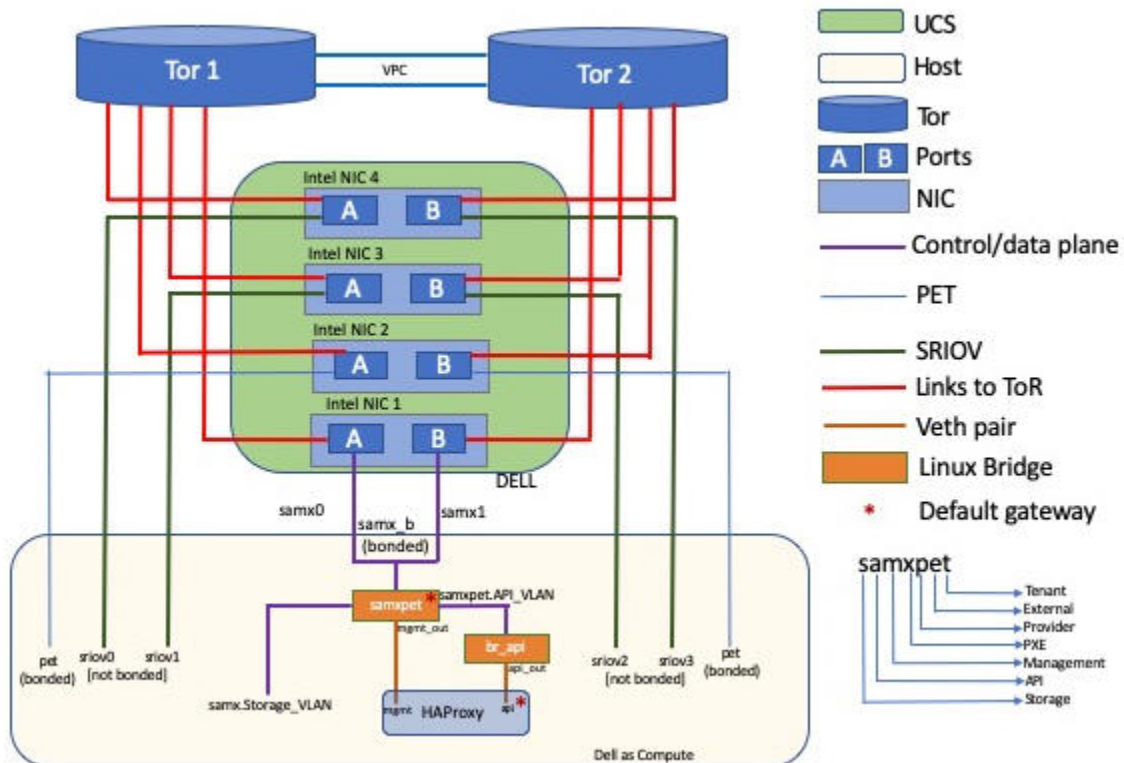 Tor 1
VPC
Tor 2
Intel NIC 4
A
B
Intel NIC 3
A
B
Intel NIC 2
A
B
Intel NIC 1
A
B
DELL
samx0
samx1
samx_b
(bonded)
samxpet
*
samxpet.API_VLAN
mgmt_out
br_api
api_out
pet
(bonded)
sriov0
sriov1
[not bonded]
samx.Storage_VLAN
mgmt
HAProxy
api
*
sriov2
sriov3
[not bonded]
pet
(bonded)
Dell as Compute
UCS
Host
Tor
A
B
Ports
NIC
Control/data plane
PET
SRIOV
Links to ToR
Veth pair
Linux Bridge
* Default gateway
samxpet
Tenant
External
Provider
PXE
Management
API
Storage